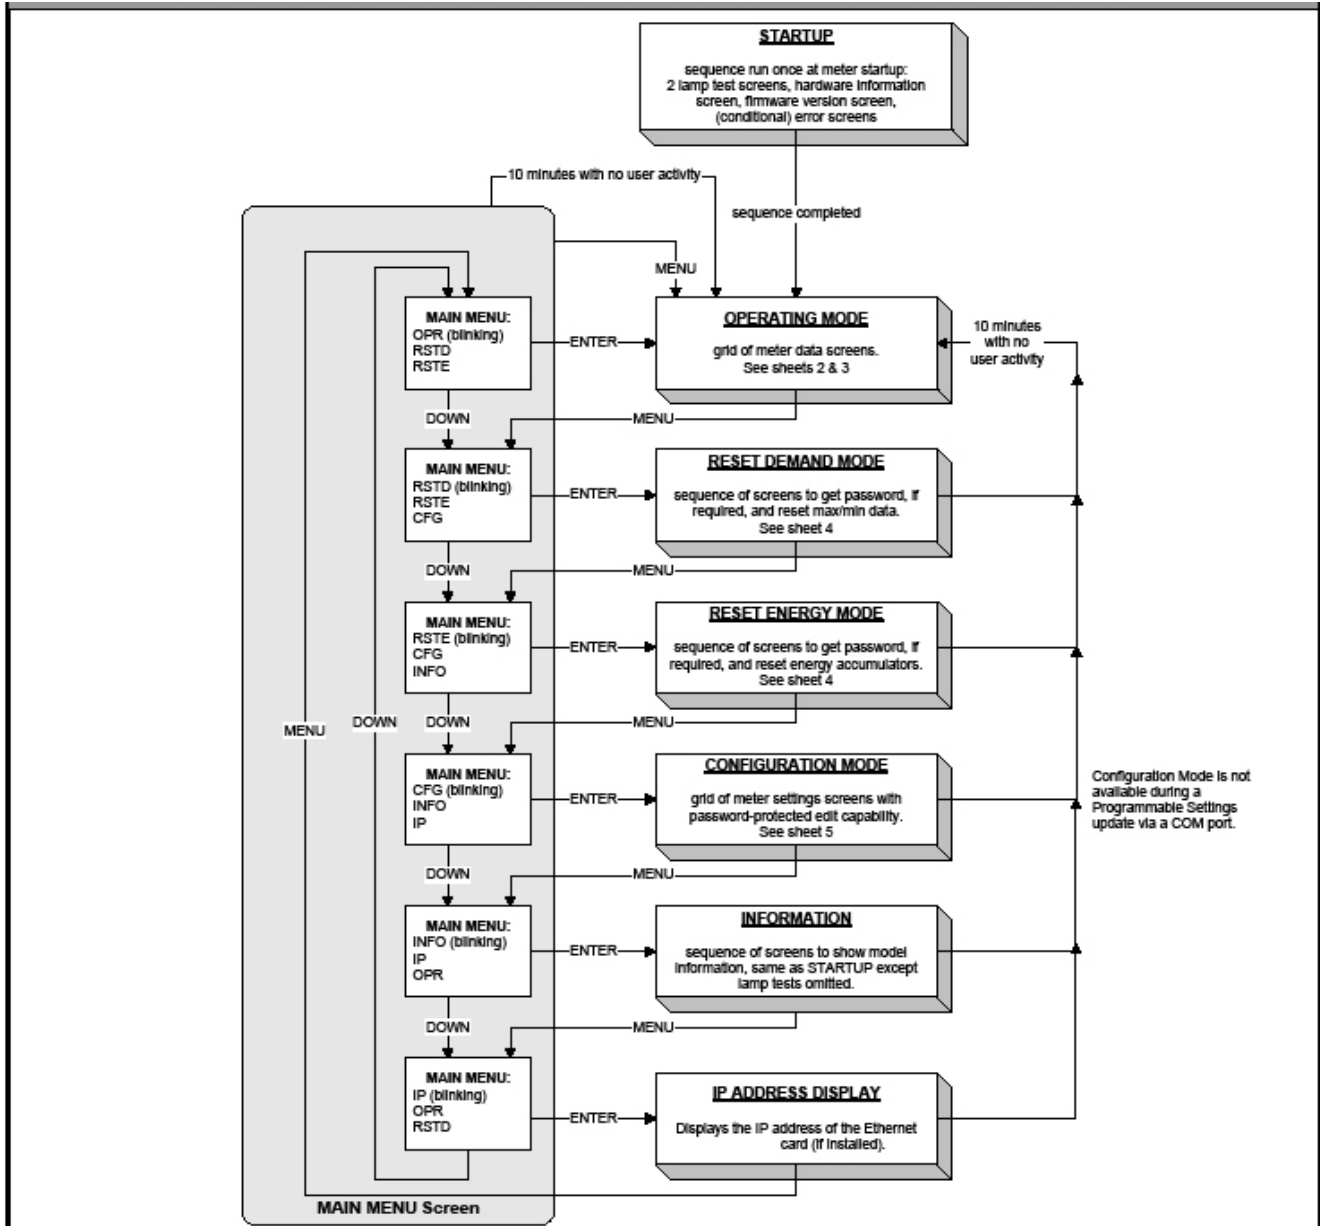 STARTUP
sequence run once at meter startup:
2 lamp test screens, hardware information
screen, firmware version screen,
(conditional) error screens
10 minutes with no user activity
sequence completed
MENU
MAIN MENU:
OPR (blinking)
RSTD
RSTE
ENTER
OPERATING MODE
grid of meter data screens.
See sheets 2 & 3
10 minutes
with no
user activity
DOWN
MENU
MAIN MENU:
RSTD (blinking)
RSTE
CFG
ENTER
RESET DEMAND MODE
sequence of screens to get password, if
required, and reset max/min data.
See sheet 4
DOWN
MENU
MAIN MENU:
RSTE (blinking)
CFG
INFO
ENTER
RESET ENERGY MODE
sequence of screens to get password, if
required, and reset energy accumulators.
See sheet 4
MENU
DOWN
DOWN
MENU
MAIN MENU:
CFG (blinking)
INFO
IP
ENTER
CONFIGURATION MODE
grid of meter settings screens with
password-protected edit capability.
See sheet 5
Configuration Mode is not
available during a
Programmable Settings
update via a COM port.
DOWN
MENU
MAIN MENU:
INFO (blinking)
IP
OPR
ENTER
INFORMATION
sequence of screens to show model
information, same as STARTUP except
lamp tests omitted.
DOWN
MENU
MAIN MENU:
IP (blinking)
OPR
RSTD
ENTER
IP ADDRESS DISPLAY
Displays the IP address of the Ethernet
card (if installed).
MAIN MENU Screen